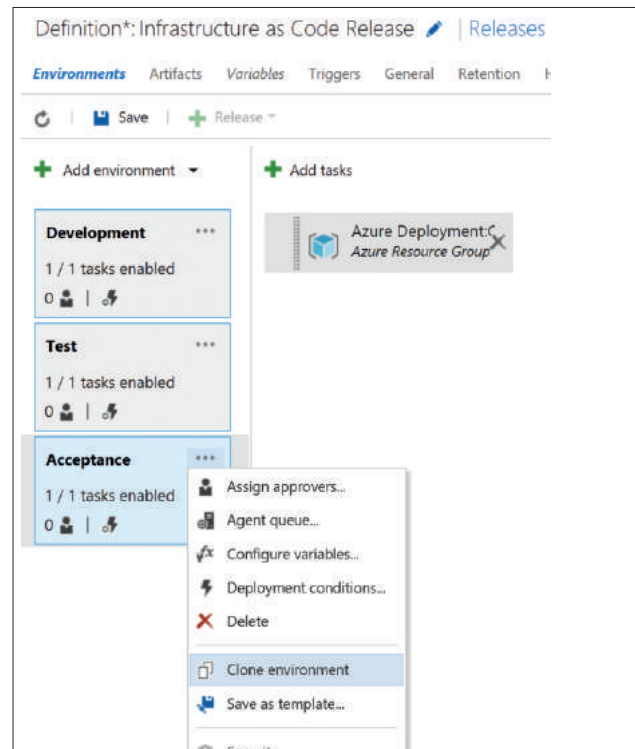 Definition*: Infrastructure as Code Release | Releases
Environments Artifacts Variables Triggers General Retention
Save | Release
Add environment
Add tasks
Development ...
1 / 1 tasks enabled
0 |
Azure Deployment:
Azure Resource Group
Test ...
1 / 1 tasks enabled
0 |
Acceptance ...
1 / 1 tasks enabled
0 |
Assign approvers...
Agent queue...
Configure variables...
Deployment conditions...
Delete
Clone environment
Save as template...